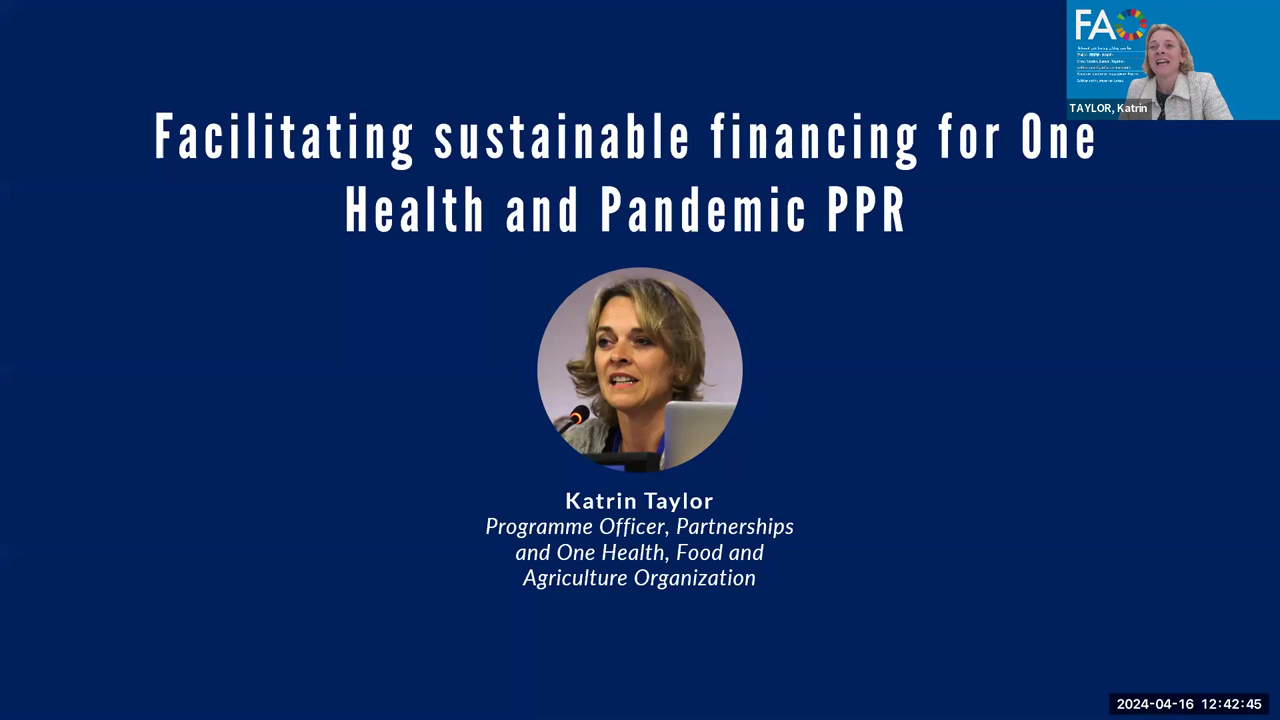 FAO
TAYLOR, Katrin
Facilitating sustainable financing for One
Health and Pandemic PPR
Katrin Taylor
Programme Officer, Partnerships
and One Health, Food and
Agriculture Organization
2024-04-16 12:42:45